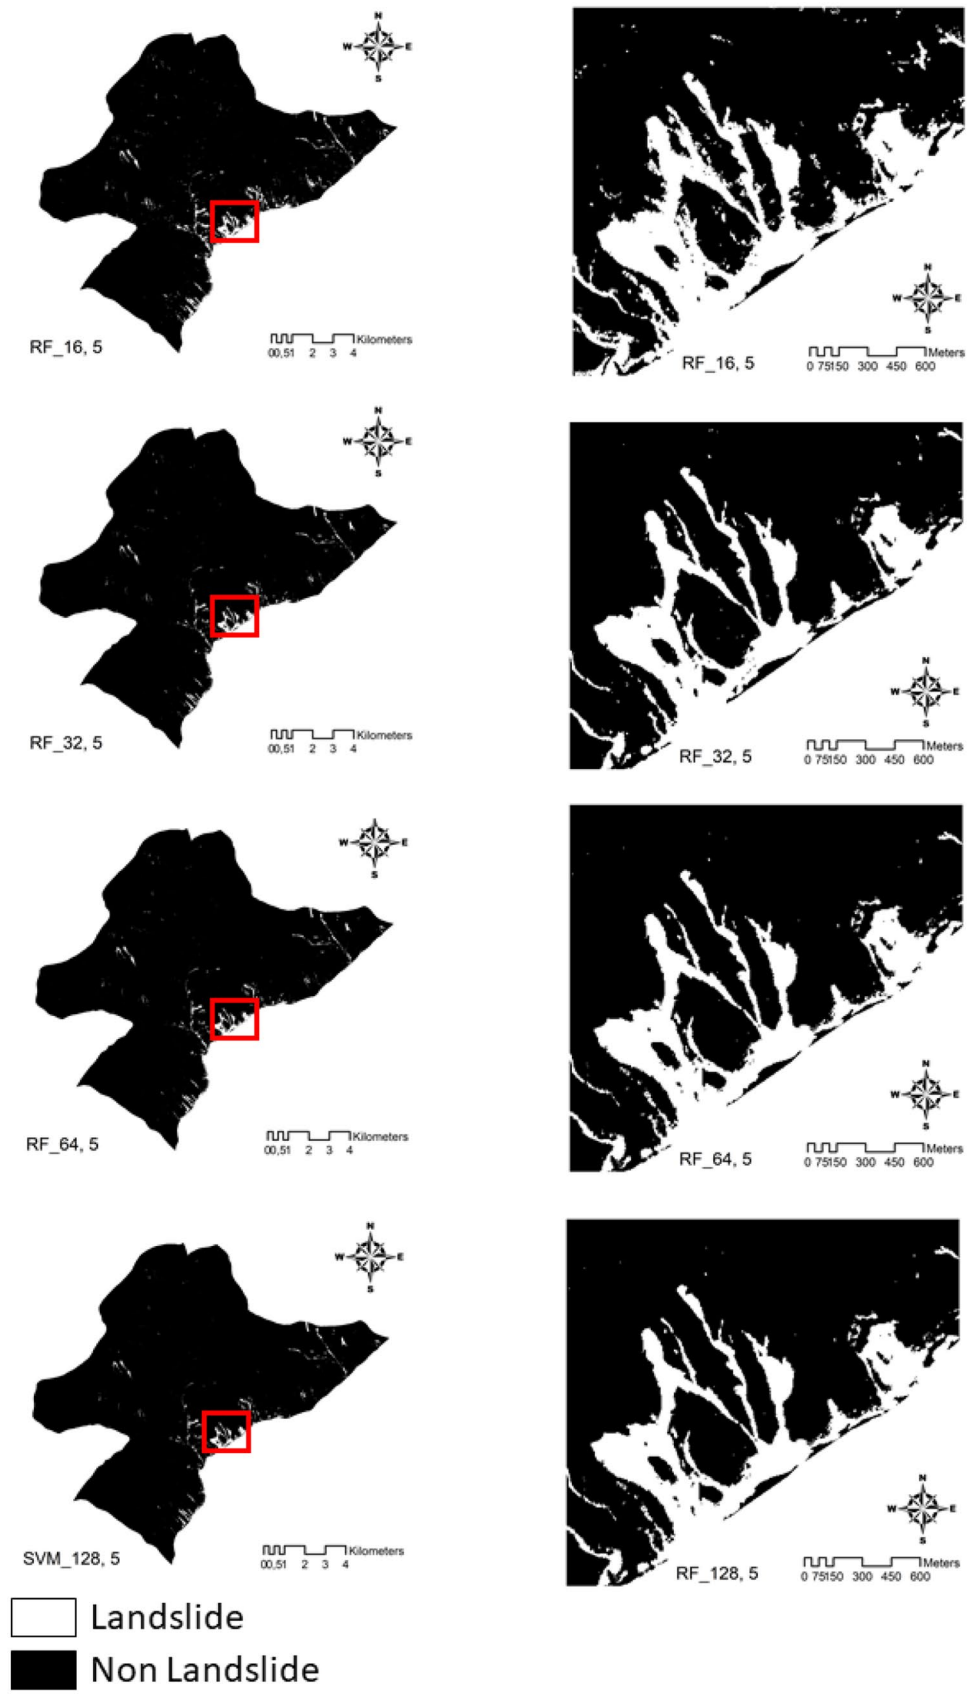 N
W E
S
RF_16, 5
Kilometers
00,51 2 3 4
N
W E
S
RF_16, 5
Meters
0 75150 300 450 600
N
W E
S
RF_32, 5
Kilometers
00,51 2 3 4
N
W E
S
RF_32, 5
Meters
0 75150 300 450 600
N
W E
S
RF_64, 5
Kilometers
00,51 2 3 4
N
W E
S
RF_64, 5
Meters
0 75150 300 450 600
N
W E
S
SVM_128, 5
Kilometers
00,51 2 3 4
N
W E
S
RF_128, 5
Meters
0 75150 300 450 600
Landslide
Non Landslide